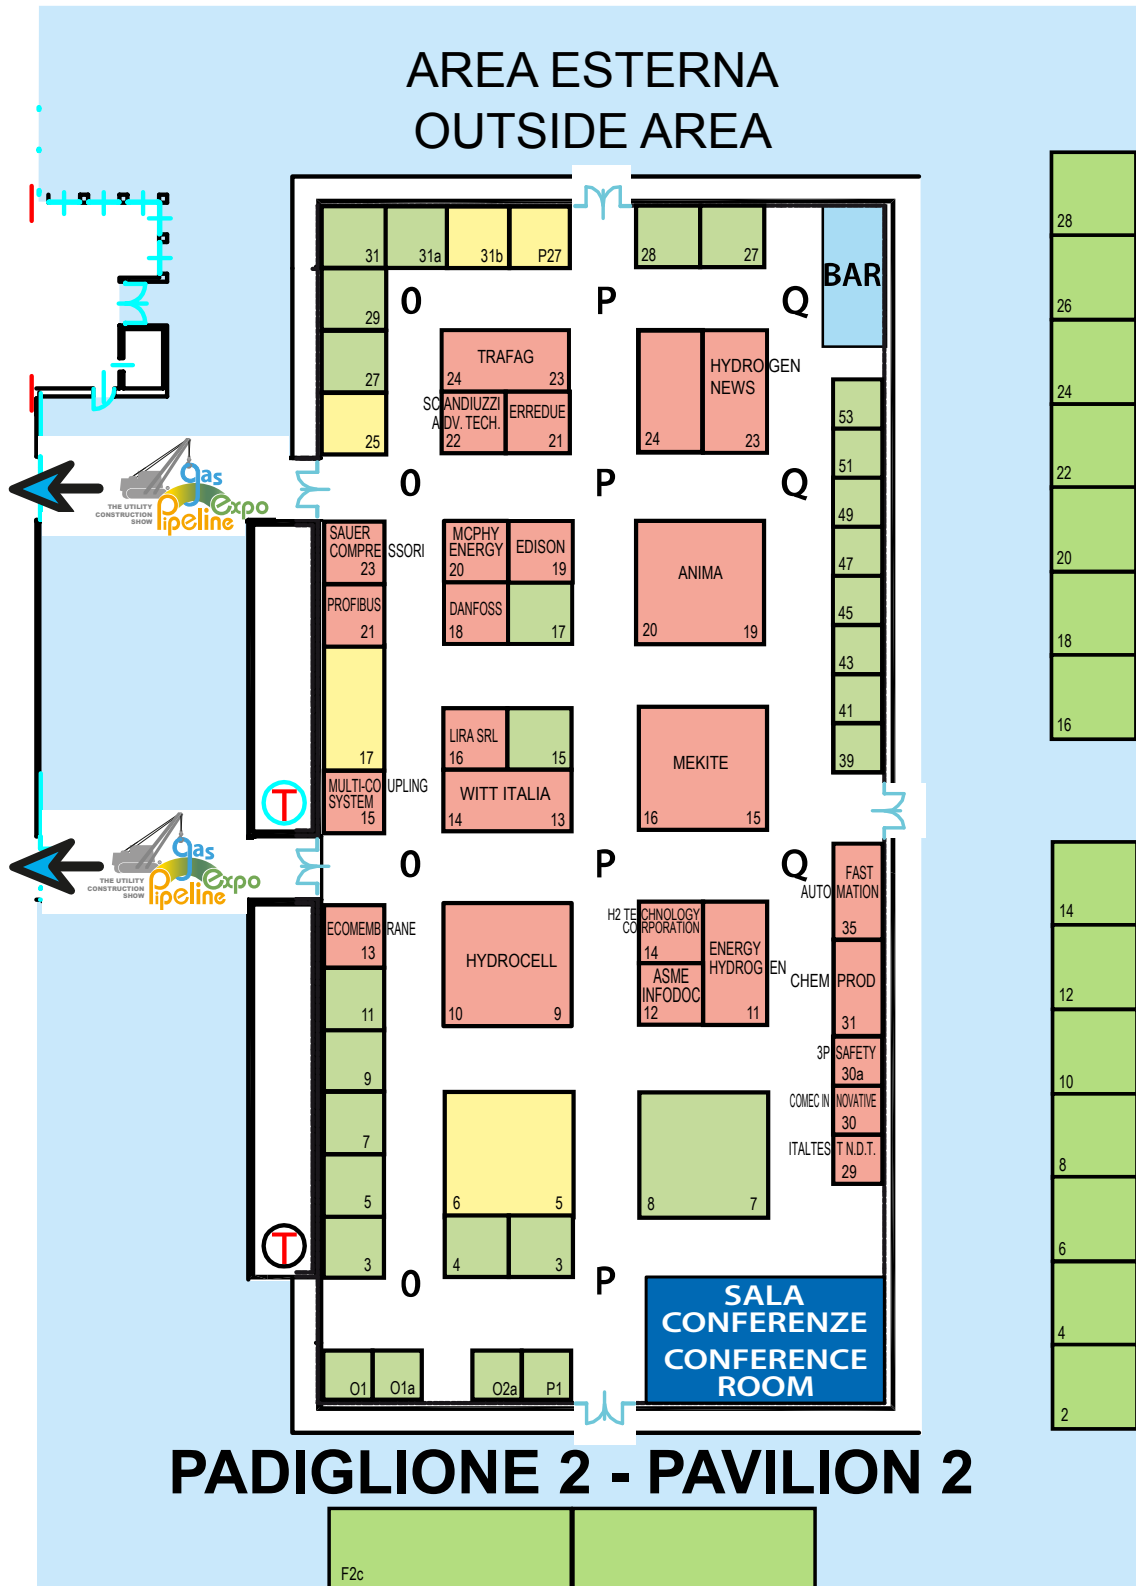 AREA ESTERNA
OUTSIDE AREA
31
31a
31b
P27
28
27
BAR
28
29
O
P
Q
26
27
TRAFAG
24
23
HYDROGEN
NEWS
24
23
24
25
SCANDIUZZI
ADV. TECH.
22
ERREDUE
21
53
51
O
P
Q
22
gas
Pipeline
Expo
THE UTILITY
CONSTRUCTION
SHOW
49
SAUER
COMPRESSORI
23
MCPHY
ENERGY
20
EDISON
19
ANIMA
20
19
47
20
PROFIBUS
21
DANFOSS
18
17
45
43
18
17
LIRA SRL
16
15
MEKITE
16
15
41
39
16
MULTI-COUPLING
SYSTEM
15
WITT ITALIA
14
13
T
gas
Pipeline
Expo
THE UTILITY
CONSTRUCTION
SHOW
O
P
Q
FAST
AUTOMATION
35
14
ECOMEMBRANE
13
HYDROCELL
10
9
H2 TECHNOLOGY
CORPORATION
14
ENERGY
HYDROGEN
11
ASME
INFODOC
12
CHEM PROD
31
12
11
3P SAFETY
30a
10
9
COMEC INNOVATIVE
30
7
ITALTEST N.D.T.
29
8
5
6
5
8
7
3
4
3
6
T
O
P
SALA
CONFERENZE
CONFERENCE
ROOM
4
O1
O1a
O2a
P1
2
PADIGLIONE 2 - PAVILION 2
F2c